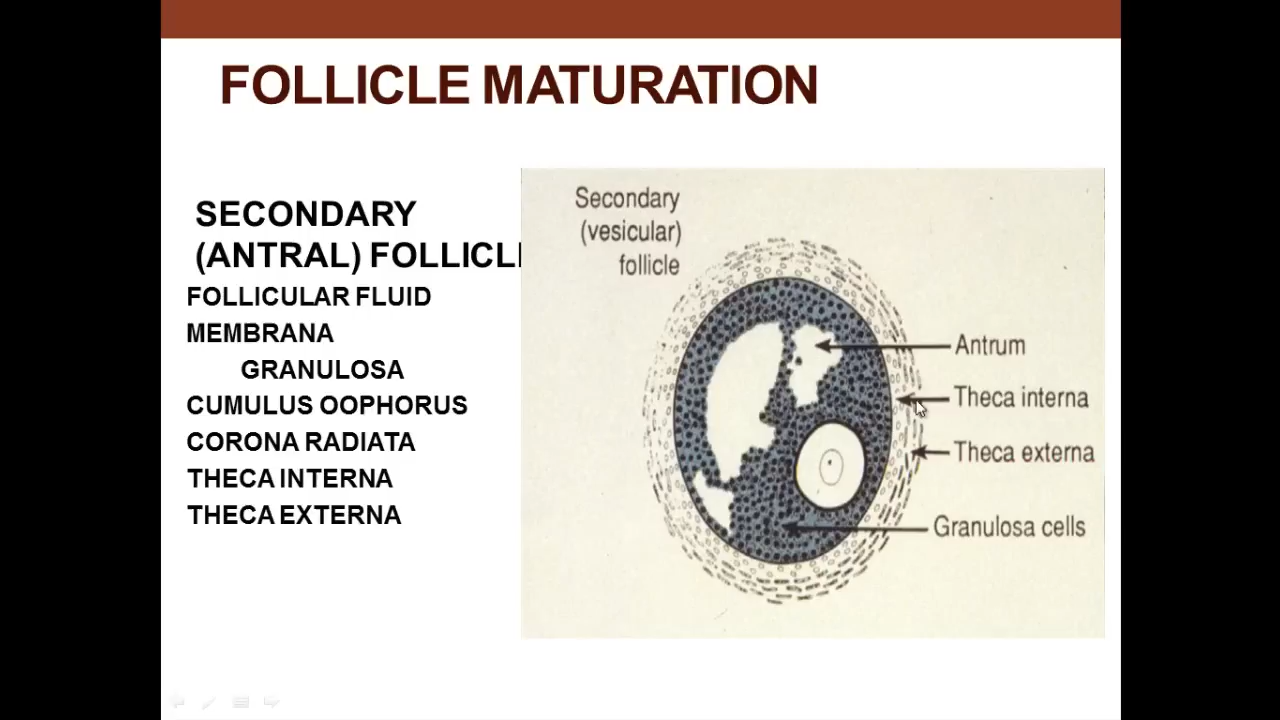 FOLLICLE MATURATION
SECONDARY
(ANTRAL) FOLLICL
FOLLICULAR FLUID
MEMBRANA
GRANULOSA
CUMULUS OOPHORUS
CORONA RADIATA
THECA INTERNA
THECA EXTERNA
Secondary
(vesicular)
follicle
Antrum
Theca interna
Theca externa
Granulosa cells